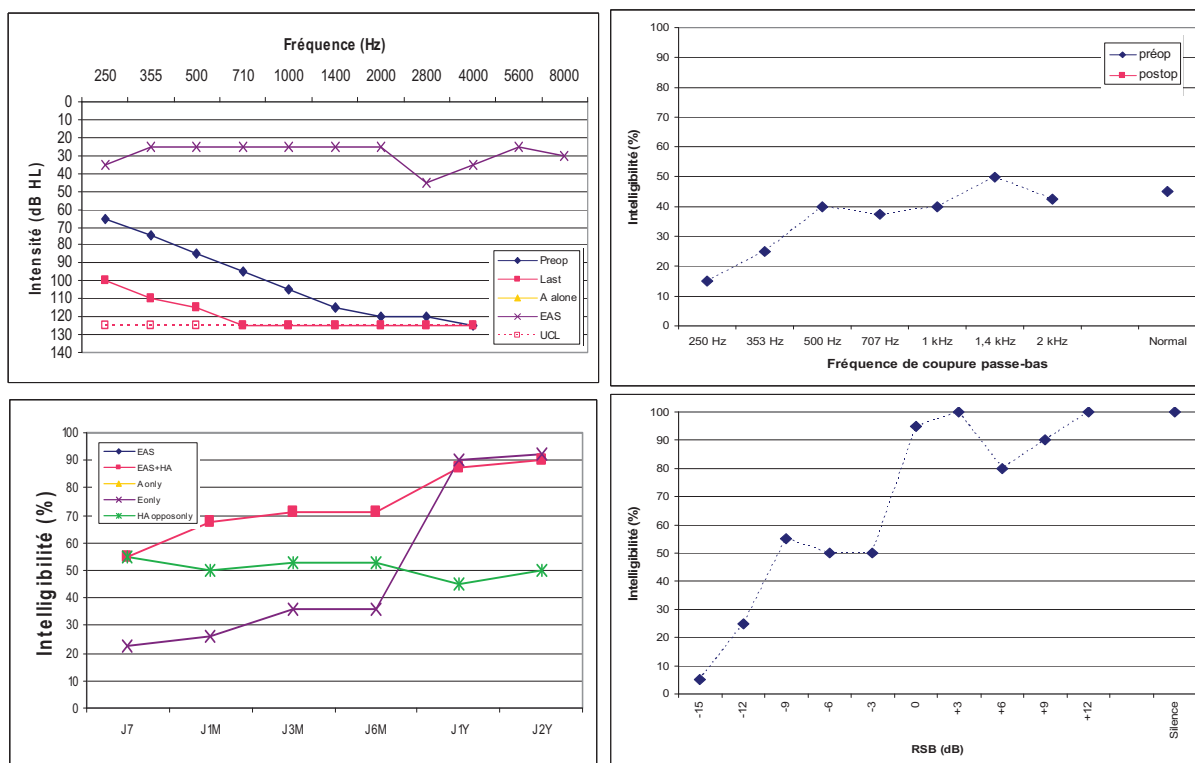 Fréquence (Hz)
250 355 500 710 1000 1400 2000 2800 4000 5600 8000
0
10
20
30
40
50
60
70
80
90
100
110
120
130
140
Intensité (dB HL)
Preop
Last
A alone
EAS
UCL
100
90
80
70
60
50
40
30
20
10
0
Intelligibilité (%)
préop
postop
250 Hz 353 Hz 500 Hz 707 Hz 1 kHz 1,4 kHz 2 kHz Normal
Fréquence de coupure passe-bas
100
90
80
70
60
50
40
30
20
10
0
Intelligibilité (%)
EAS
EAS+HA
A only
E only
HA opposonly
J7 J1M J3M J6M J1Y J2Y
100
90
80
70
60
50
40
30
20
10
0
Intelligibilité (%)
-15 -12 -9 -6 -3 0 +3 +6 +9 +12 Silence
RSB (dB)